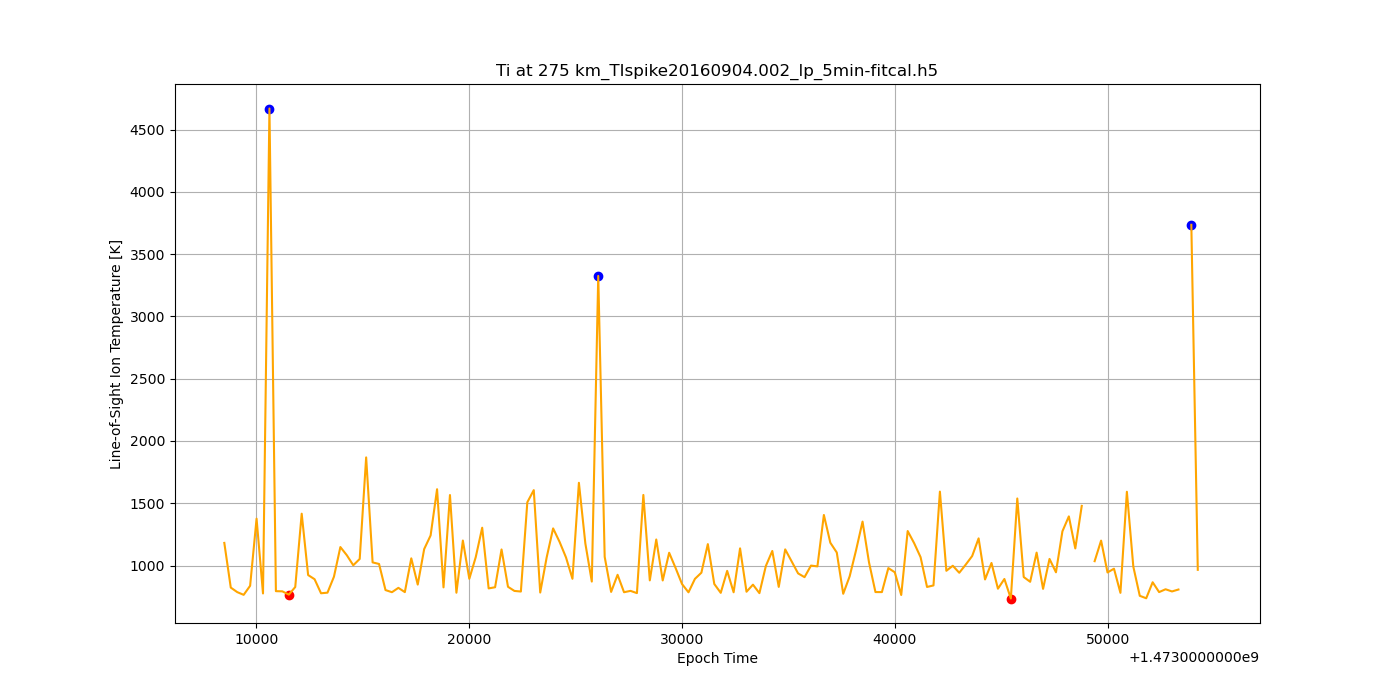 Ti at 275 km_TIspike20160904.002_lp_5min-fitcal.h5
Line-of-Sight Ion Temperature [K]
4500
4000
3500
3000
2500
2000
1500
1000
10000 20000 30000 40000 50000
Epoch Time
+1.4730000000e9